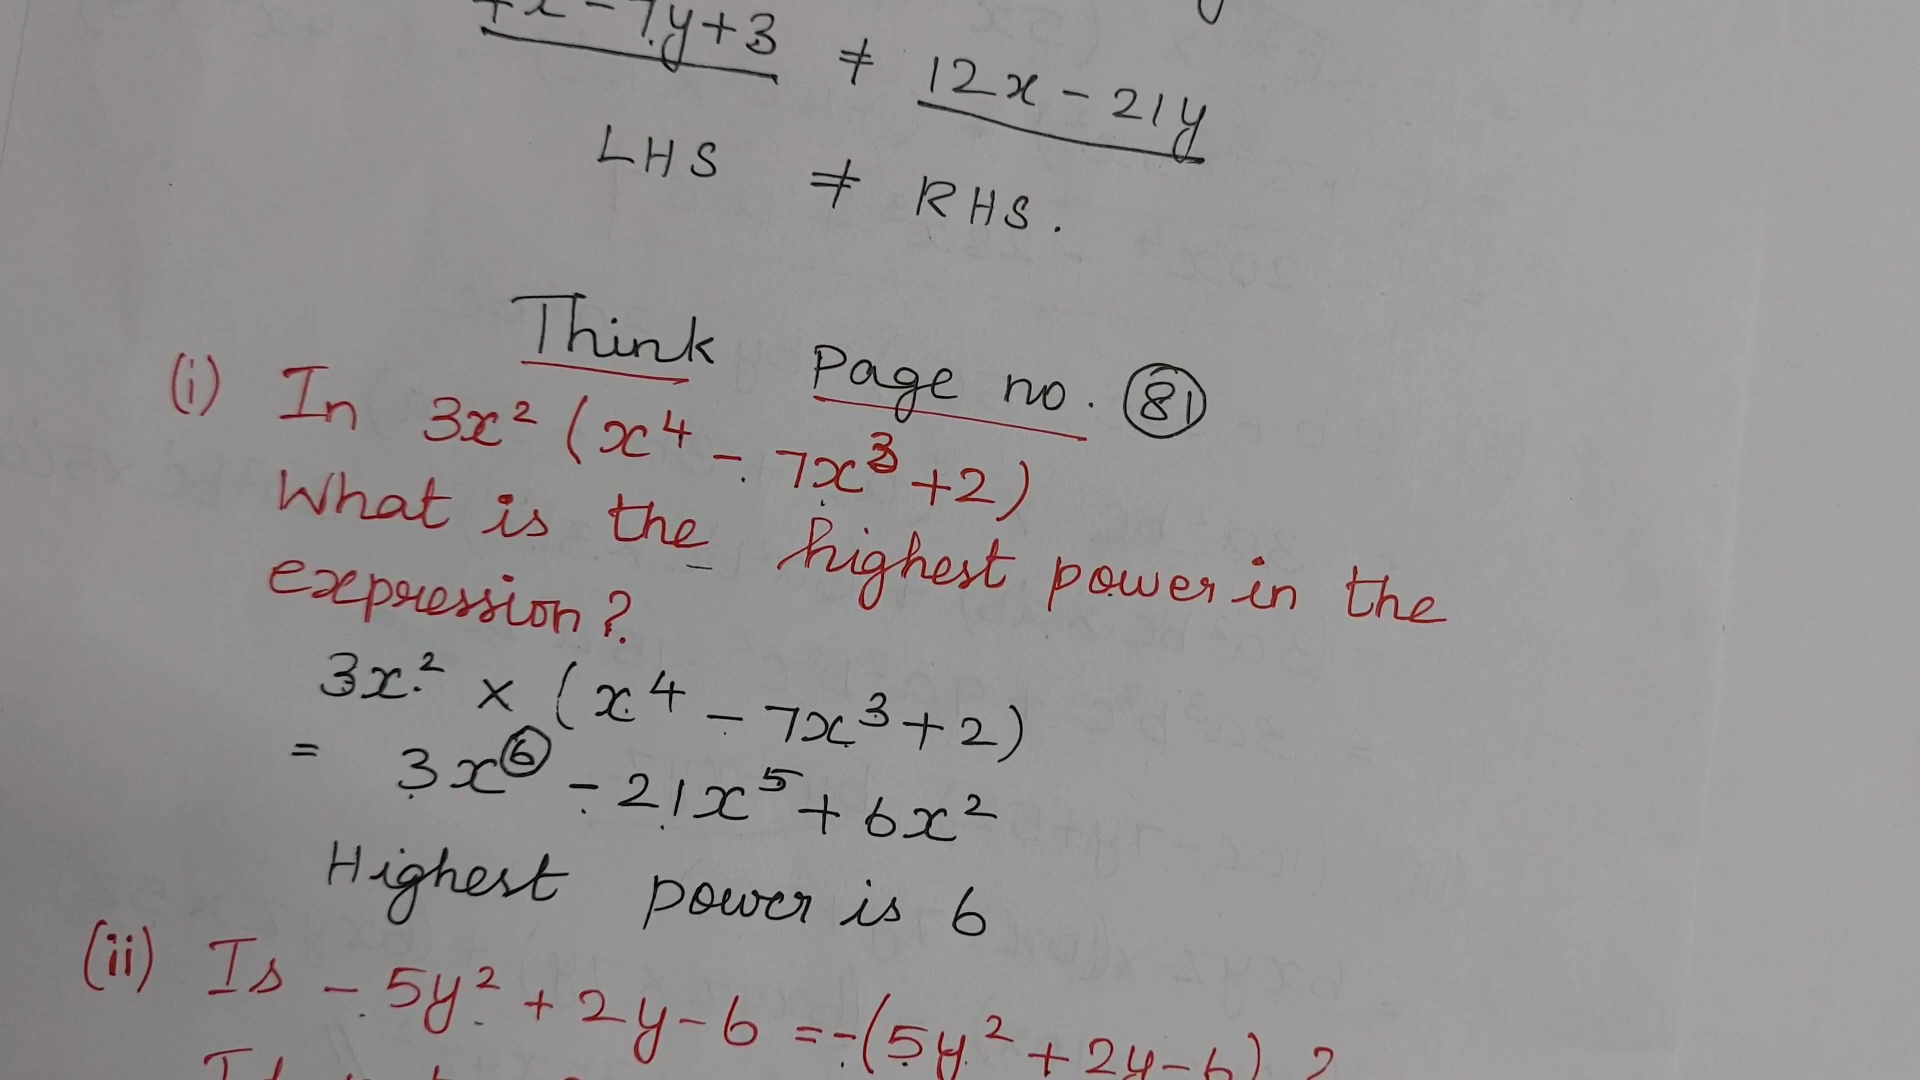 - 7y+3 ≠ 12x - 21y
LHS ≠ RHS.
Think Page no. 81
(i) In 3x² (x⁴ - 7x³ +2)
What is the highest power in the
expression?
3x² × (x⁴ - 7x³ + 2)
= 3x⁶ - 21x⁵ + 6x²
Highest power is 6
(ii) Is - 5y² + 2y - 6 = -(5y² + 2y - 6) ?